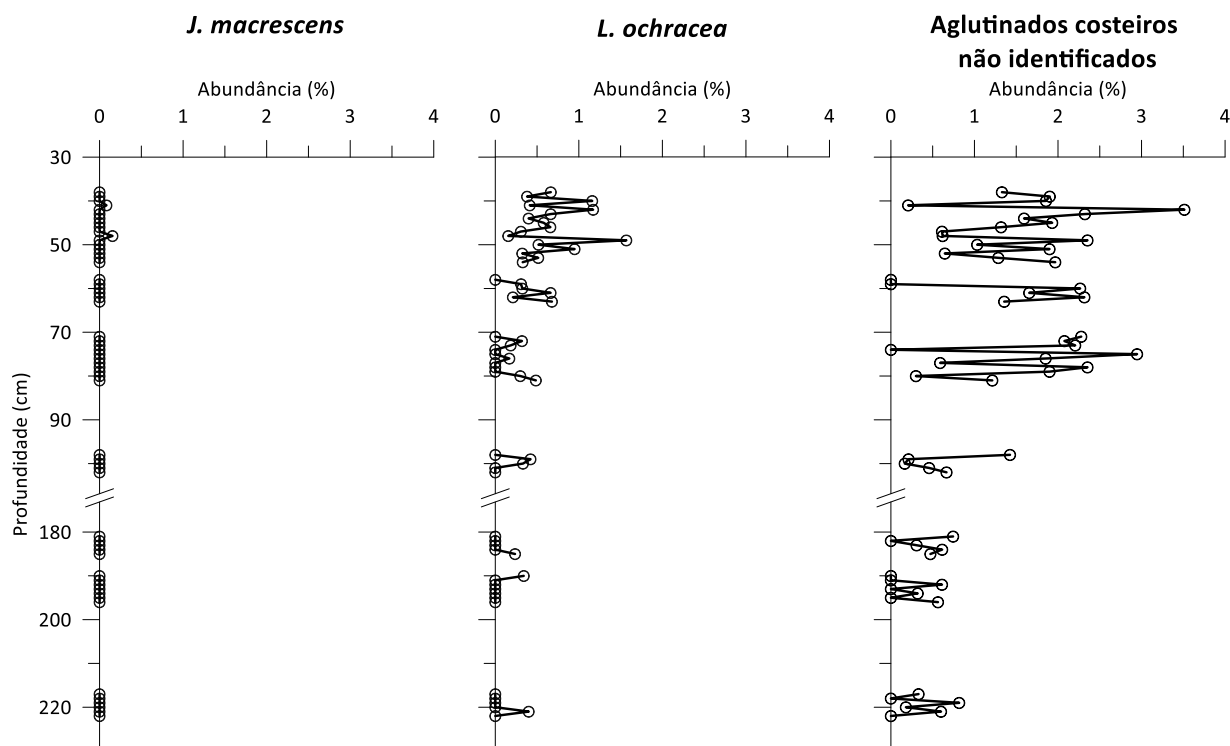 J. macrescens
L. ochracea
Aglutinados costeiros
não identificados
Abundância (%)
Abundância (%)
Abundância (%)
0 1 2 3 4
0 1 2 3 4
0 1 2 3 4
Profundidade (cm)
30
50
70
90
180
200
220